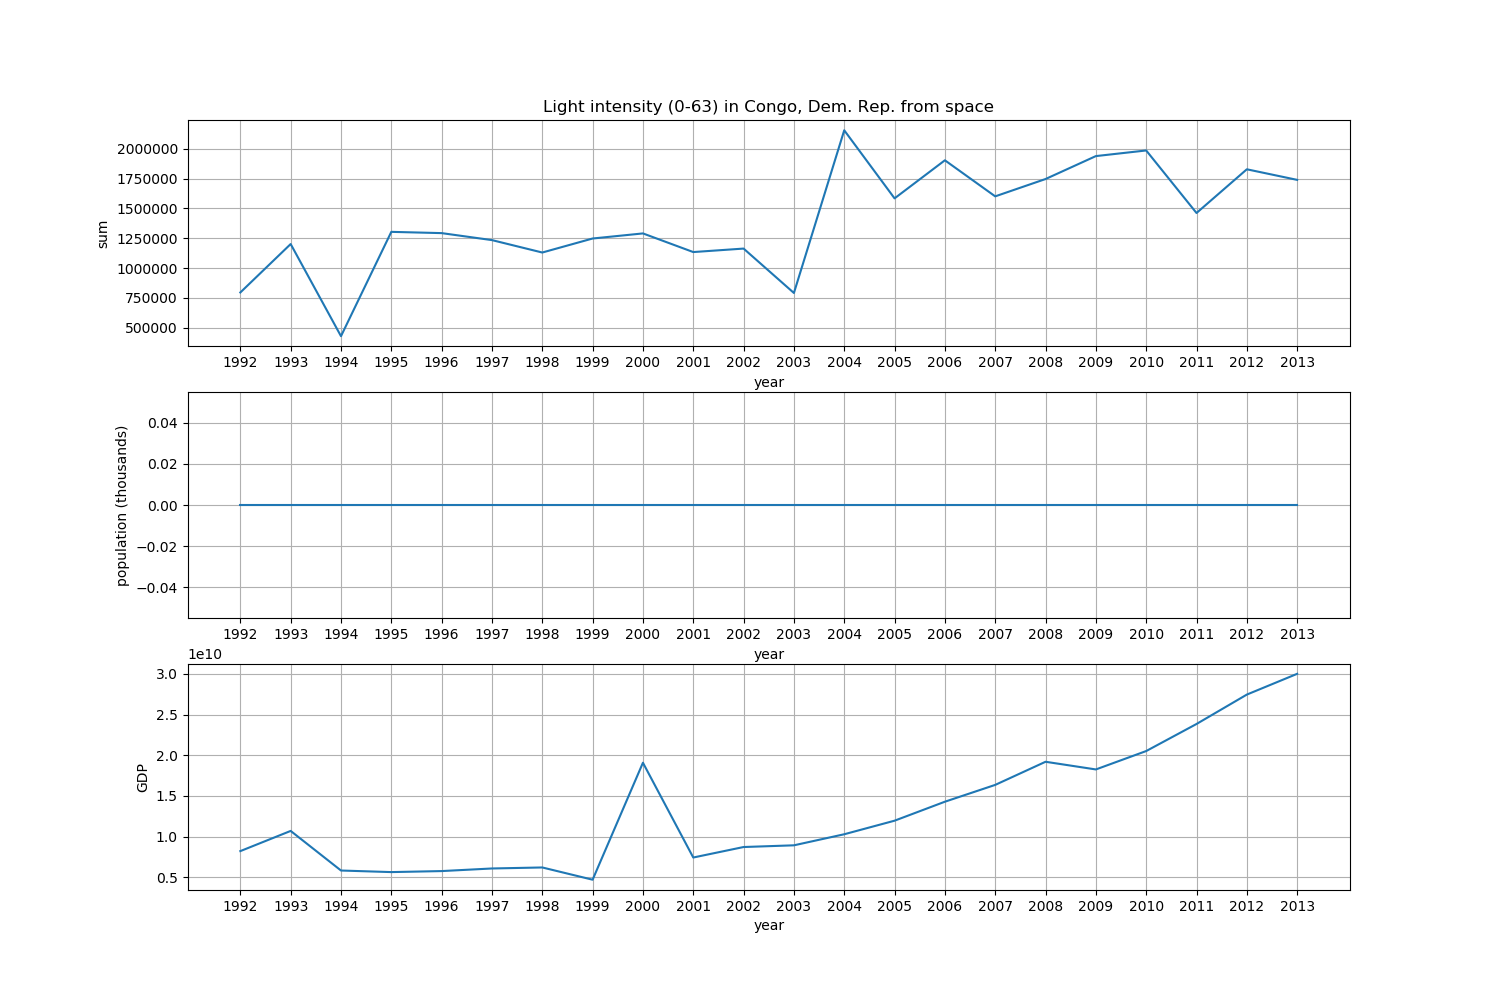 Light intensity (0-63) in Congo, Dem. Rep. from space
2000000
1750000
1500000
1250000
1000000
750000
500000
sum
1992 1993 1994 1995 1996 1997 1998 1999 2000 2001 2002 2003 2004 2005 2006 2007 2008 2009 2010 2011 2012 2013
year
0.04
0.02
0.00
−0.02
−0.04
population (thousands)
1992 1993 1994 1995 1996 1997 1998 1999 2000 2001 2002 2003 2004 2005 2006 2007 2008 2009 2010 2011 2012 2013
year
1e10
3.0
2.5
2.0
1.5
1.0
0.5
GDP
1992 1993 1994 1995 1996 1997 1998 1999 2000 2001 2002 2003 2004 2005 2006 2007 2008 2009 2010 2011 2012 2013
year